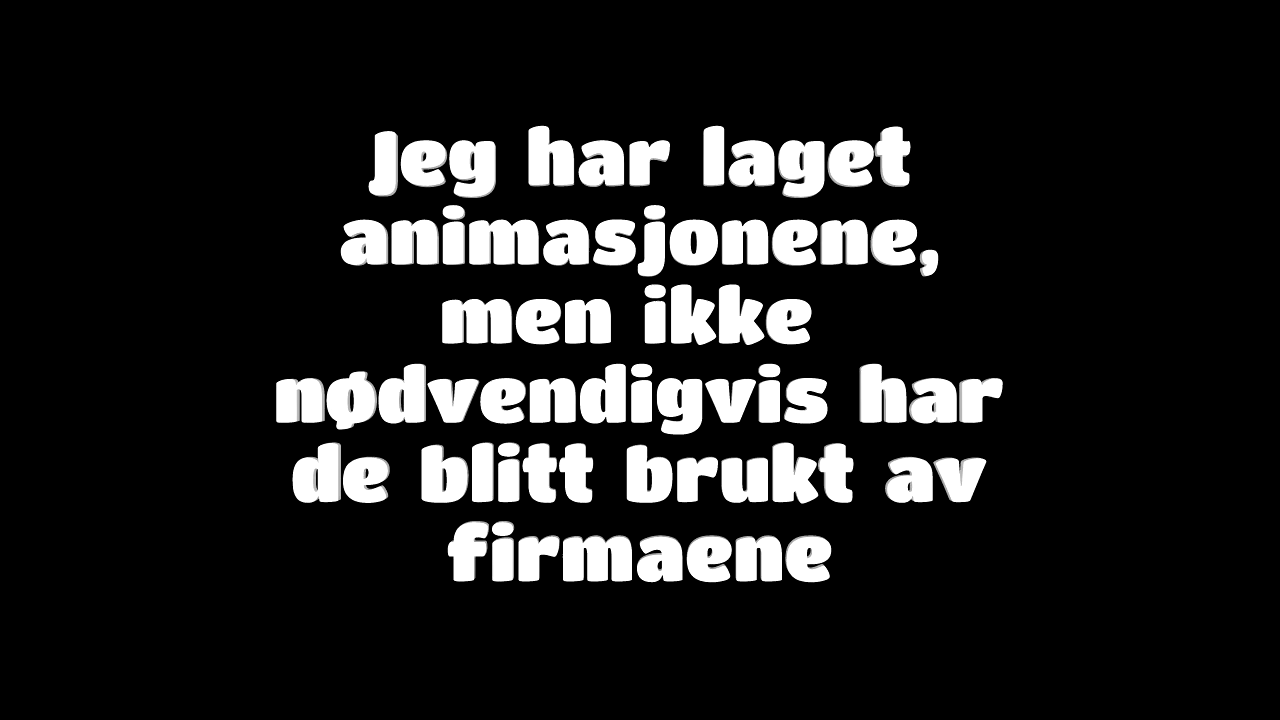 Jeg har laget
animasjonene,
men ikke
nødvendigvis har
de blitt brukt av
firmaene